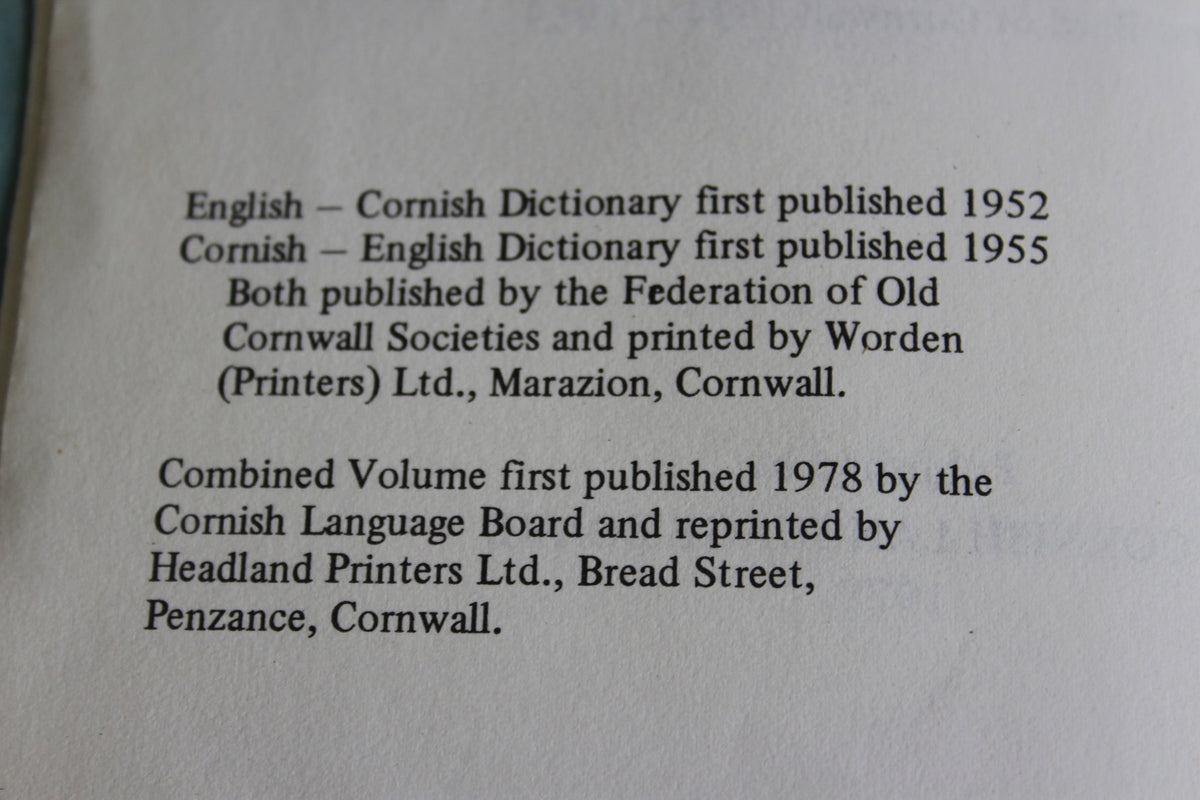 English – Cornish Dictionary first published 1952
Cornish – English Dictionary first published 1955
Both published by the Federation of Old
Cornwall Societies and printed by Worden
(Printers) Ltd., Marazion, Cornwall.
Combined Volume first published 1978 by the
Cornish Language Board and reprinted by
Headland Printers Ltd., Bread Street,
Penzance, Cornwall.